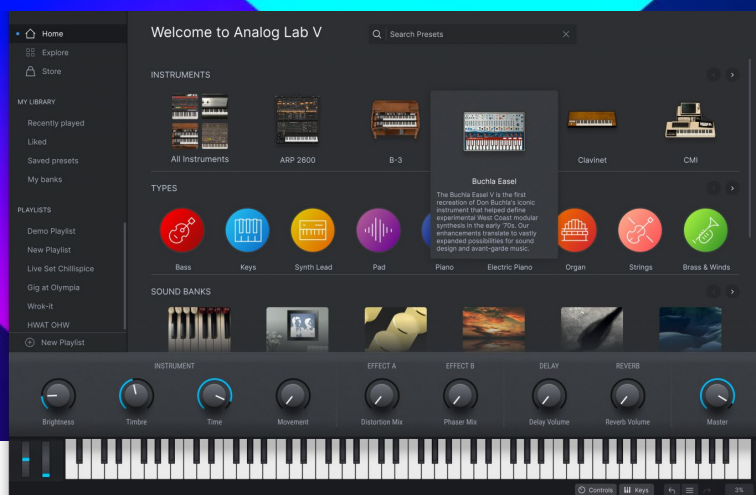 Home
Explore
Store
MY LIBRARY
Recently played
Liked
Saved presets
My banks
PLAYLISTS
Demo Playlist
New Playlist
Live Set Chillispice
Gig at Olympia
Wrok-it
HWAT OHW
New Playlist
Welcome to Analog Lab V
Search Presets
INSTRUMENTS
All Instruments
ARP 2600
B-3
Buchla Easel
The Buchla Easel V is the first
recreation of Don Buchla's iconic
instrument that helped define
experimental West Coast modular
synthesis in the early '70s. Our
enhancements translate to vastly
expanded possibilities for sound
design and avant-garde music.
Clavinet
CMI
TYPES
Bass
Keys
Synth Lead
Pad
Piano
Electric Piano
Organ
Strings
Brass & Winds
SOUND BANKS
INSTRUMENT
EFFECT A
EFFECT B
DELAY
REVERB
Brightness
Timbre
Time
Movement
Distortion Mix
Phaser Mix
Delay Volume
Reverb Volume
Master
Controls
Keys
3%